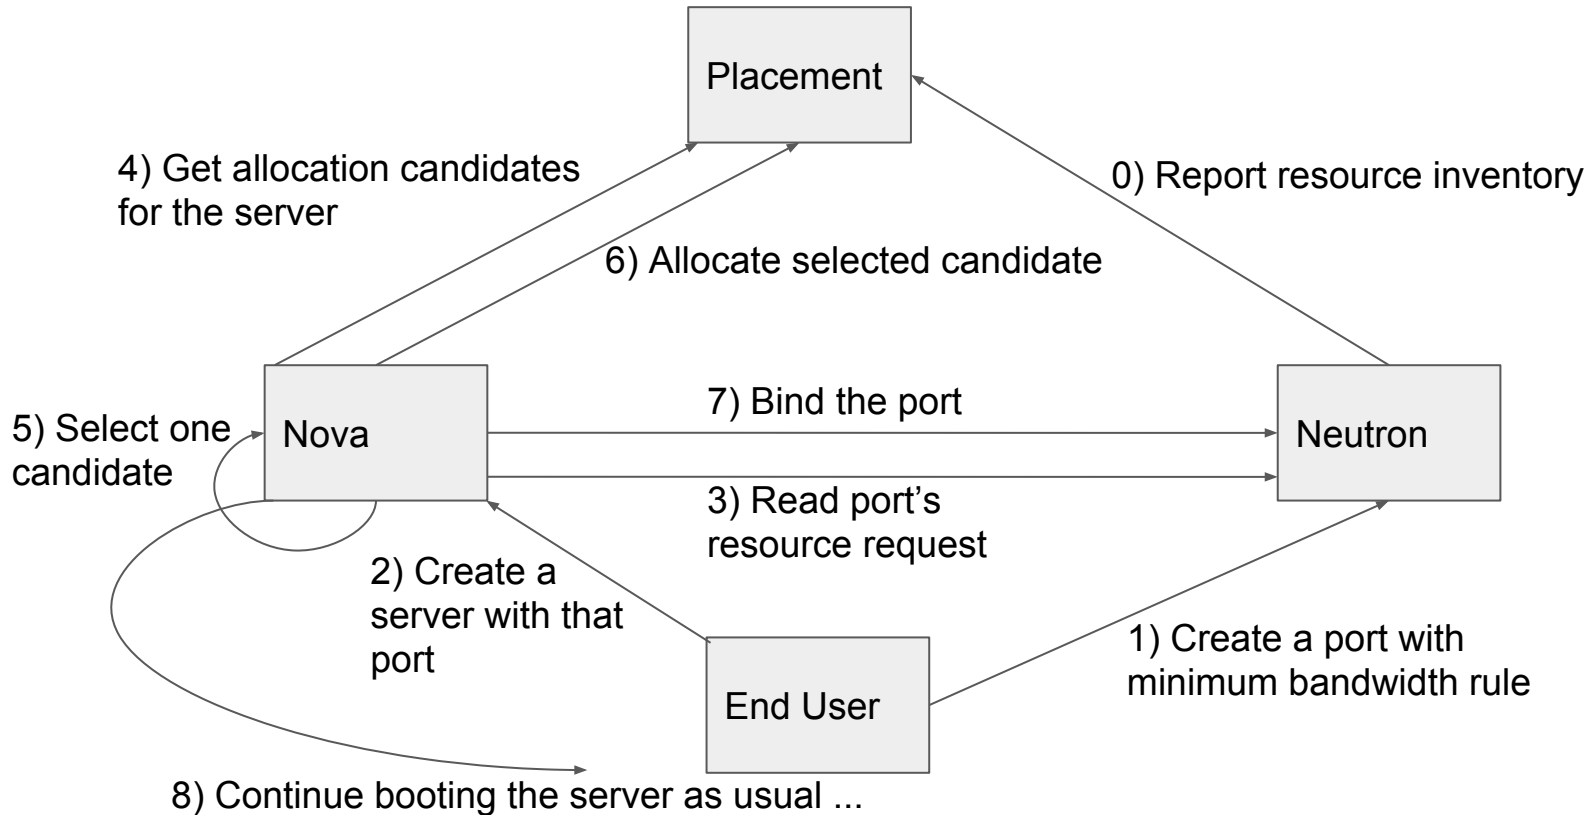 Placement
4) Get allocation candidates
for the server
0) Report resource inventory
6) Allocate selected candidate
5) Select one
candidate
Nova
7) Bind the port
Neutron
3) Read port’s
resource request
2) Create a
server with that
port
End User
1) Create a port with
minimum bandwidth rule
8) Continue booting the server as usual ...